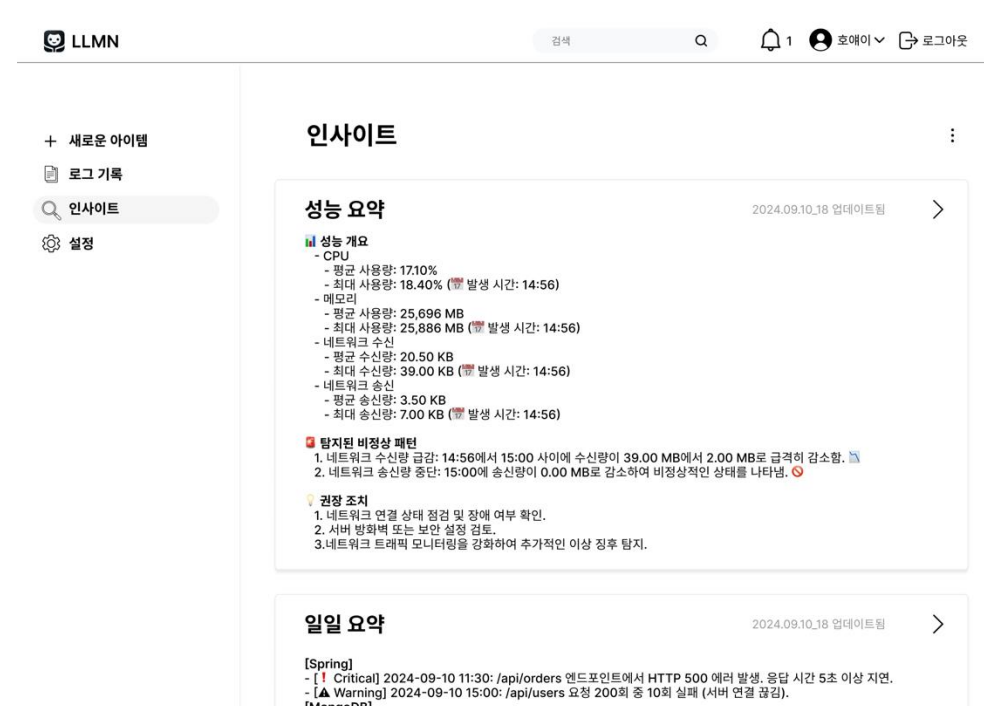 LLMN
검색
1
호얘이
로그아웃
새로운 아이템
로그 기록
인사이트
설정
인사이트
성능 요약
2024.09.10_18 업데이트됨
성능 개요
- CPU
- 평균 사용량: 17.10%
- 최대 사용량: 18.40% (📅 발생 시간: 14:56)
- 메모리
- 평균 사용량: 25,696 MB
- 최대 사용량: 25,886 MB (📅 발생 시간: 14:56)
- 네트워크 수신
- 평균 수신량: 20.50 KB
- 최대 수신량: 39.00 KB (📅 발생 시간: 14:56)
- 네트워크 송신
- 평균 송신량: 3.50 KB
- 최대 송신량: 7.00 KB (📅 발생 시간: 14:56)
탐지된 비정상 패턴
1. 네트워크 수신량 급감: 14:56에서 15:00 사이에 수신량이 39.00 MB에서 2.00 MB로 급격히 감소함. 📉
2. 네트워크 송신량 중단: 15:00에 송신량이 0.00 MB로 감소하여 비정상적인 상태를 나타냄. 🚫
권장 조치
1. 네트워크 연결 상태 점검 및 장애 여부 확인.
2. 서버 방화벽 또는 보안 설정 검토.
3.네트워크 트래픽 모니터링을 강화하여 추가적인 이상 징후 탐지.
일일 요약
2024.09.10_18 업데이트됨
[Spring]
- [❗ Critical] 2024-09-10 11:30: /api/orders 엔드포인트에서 HTTP 500 에러 발생. 응답 시간 5초 이상 지연.
- [⚠ Warning] 2024-09-10 15:00: /api/users 요청 200회 중 10회 실패 (서버 연결 끊김).
[MongoDB]